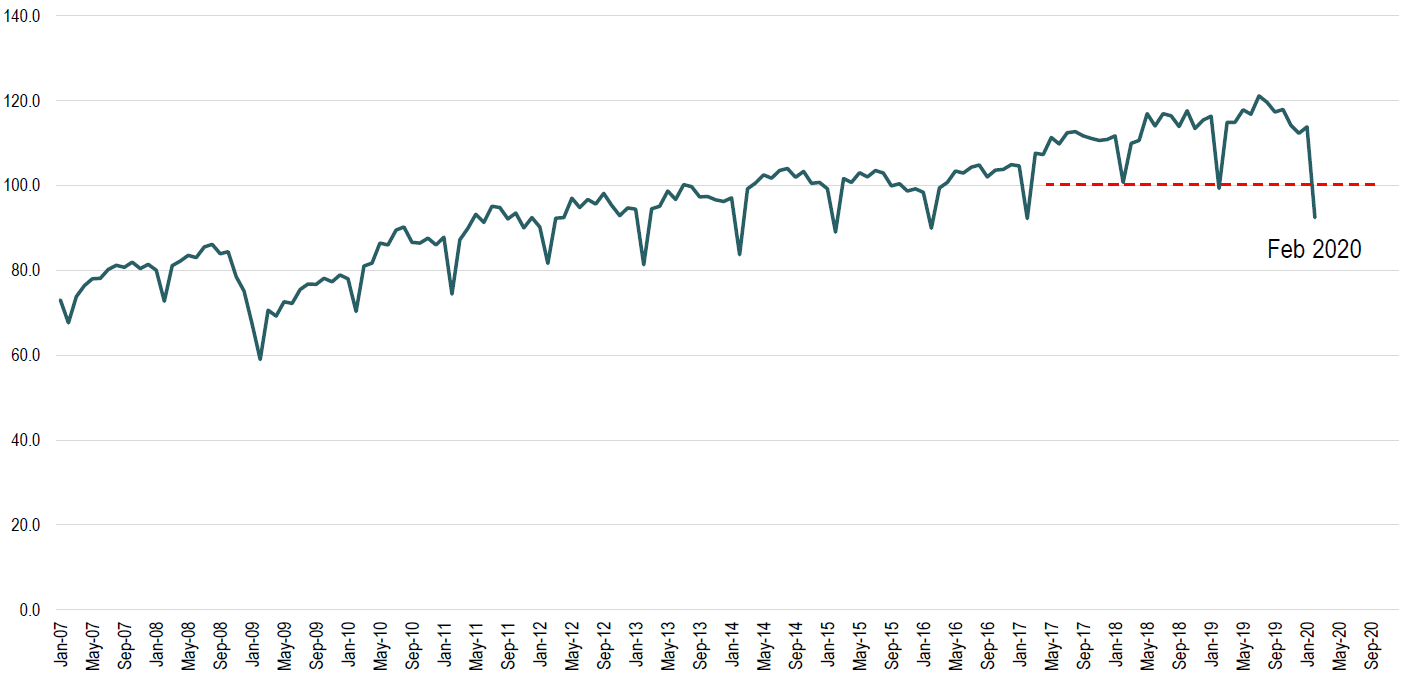 140.0
120.0
100.0
80.0
60.0
40.0
20.0
0.0
Feb 2020
Jan-07
May-07
Sep-07
Jan-08
May-08
Sep-08
Jan-09
May-09
Sep-09
Jan-10
May-10
Sep-10
Jan-11
May-11
Sep-11
Jan-12
May-12
Sep-12
Jan-13
May-13
Sep-13
Jan-14
May-14
Sep-14
Jan-15
May-15
Sep-15
Jan-16
May-16
Sep-16
Jan-17
May-17
Sep-17
Jan-18
May-18
Sep-18
Jan-19
May-19
Sep-19
Jan-20
May-20
Sep-20